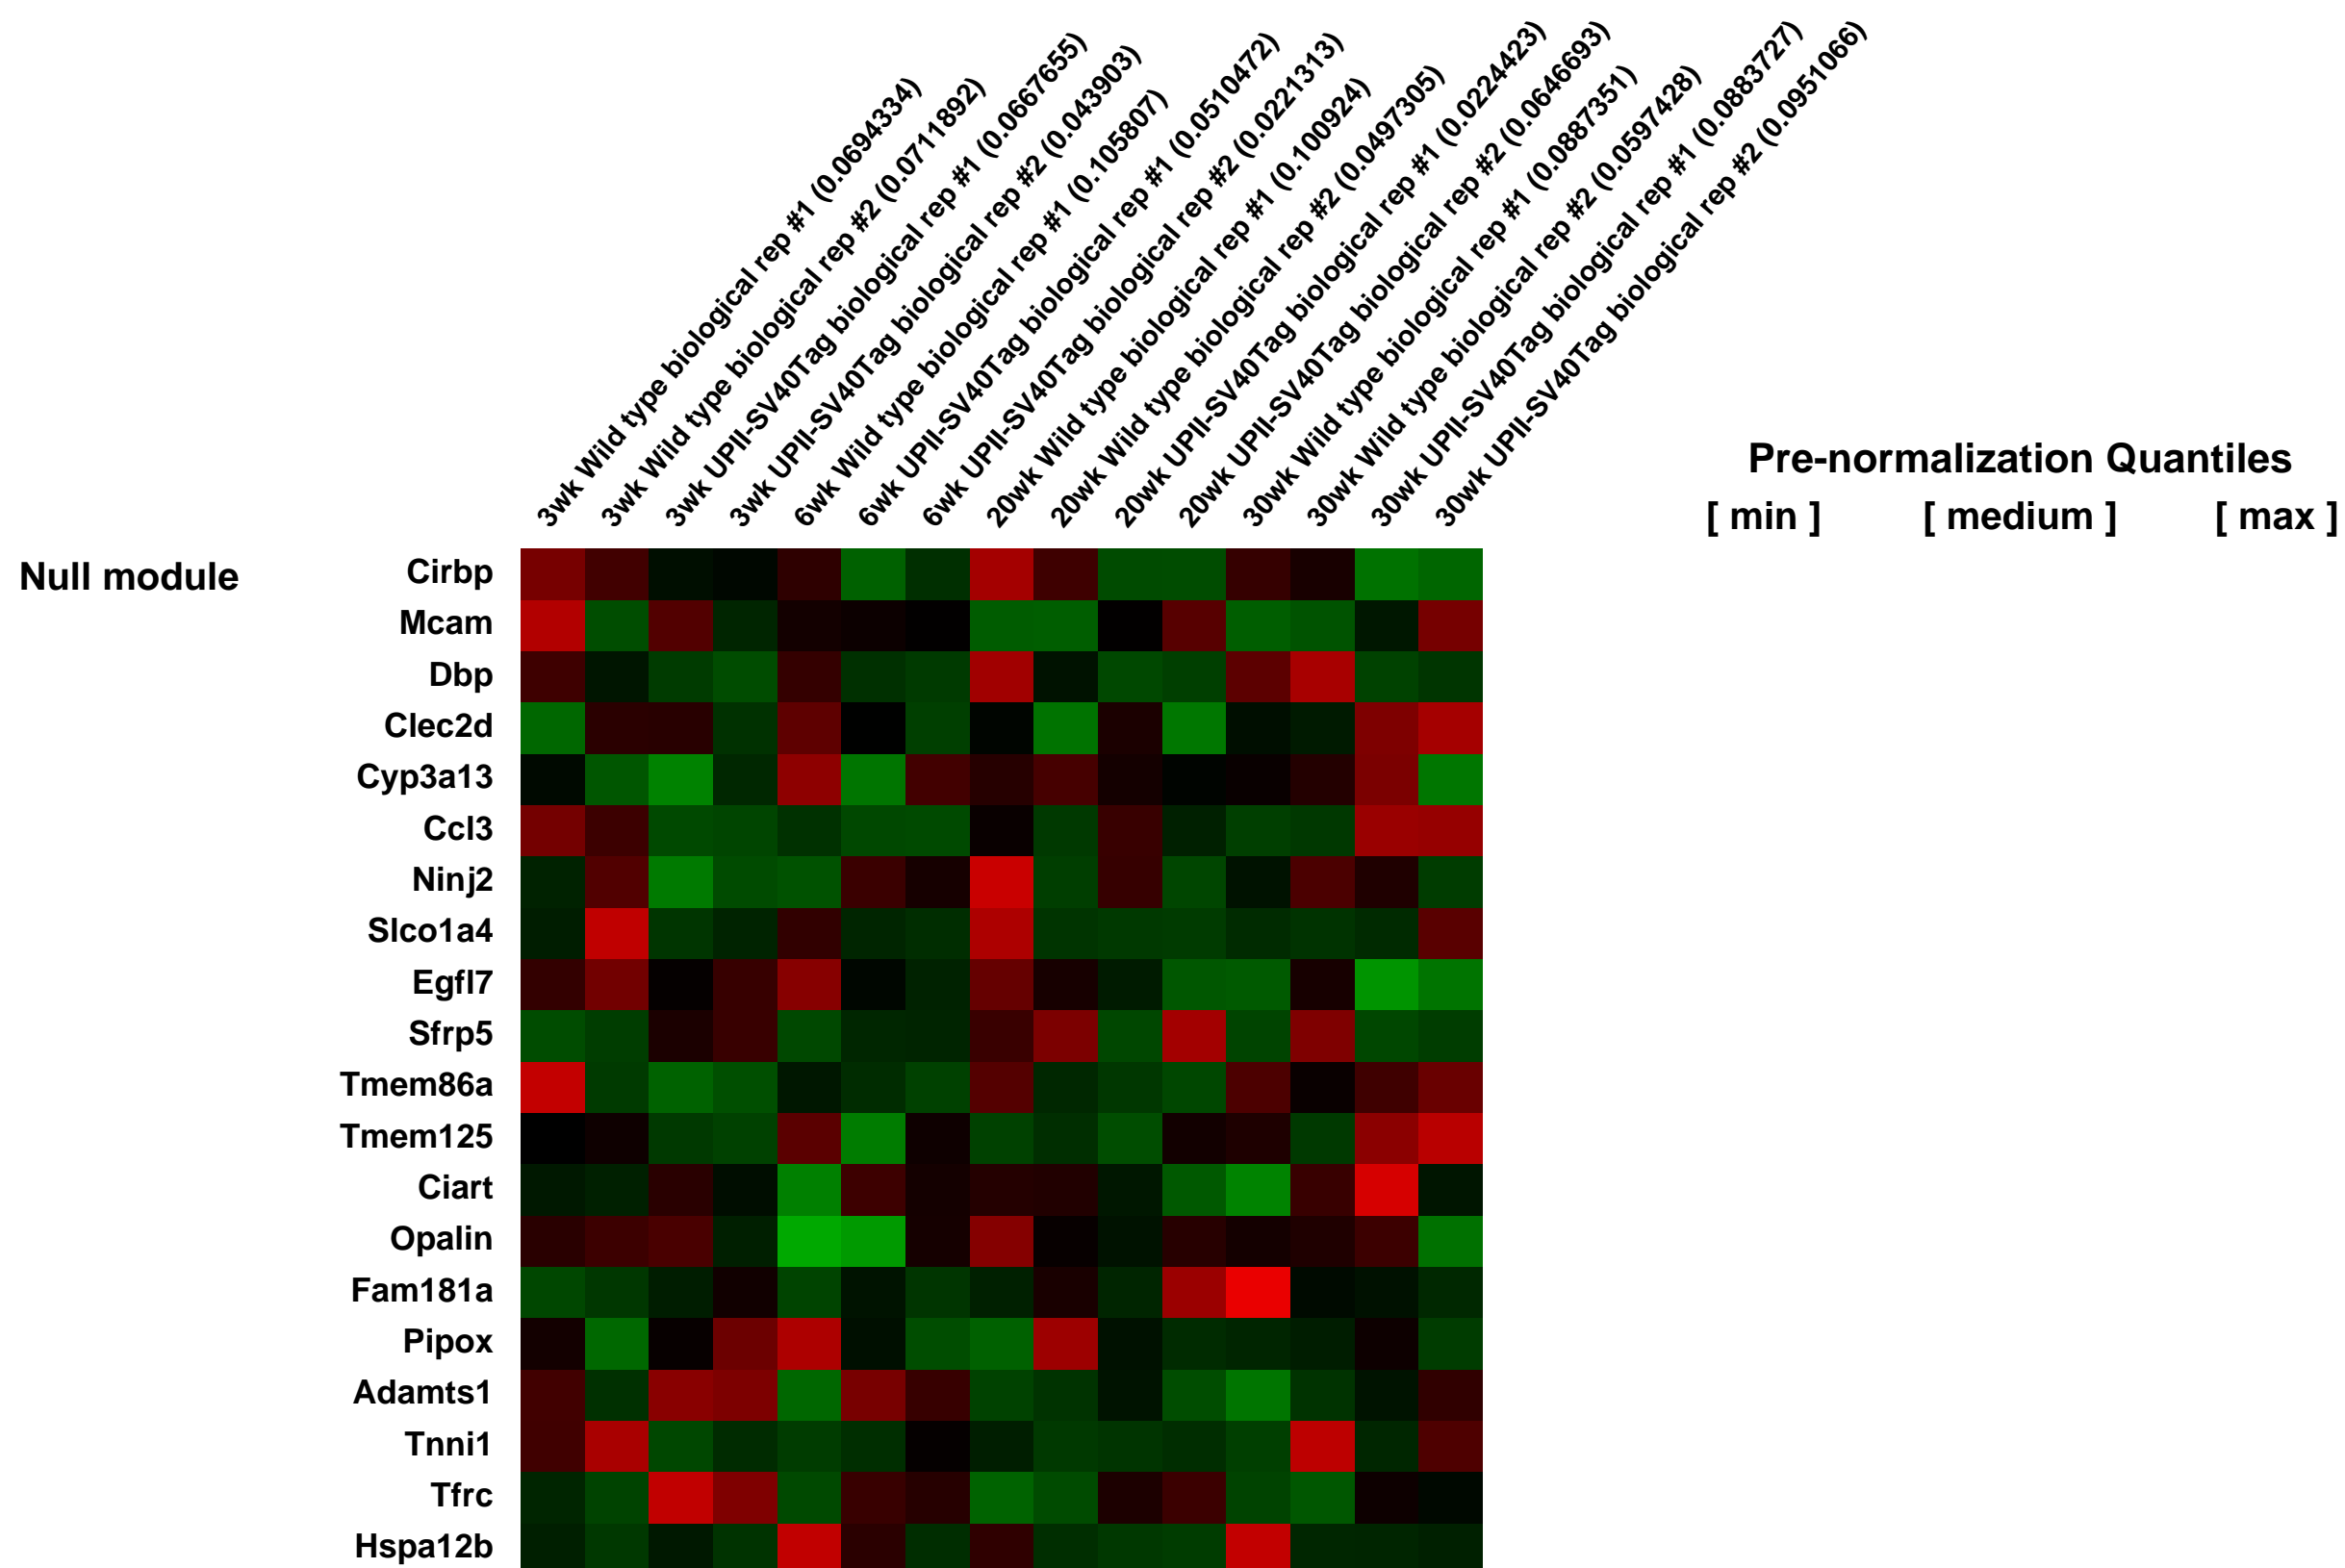 3wk Wild type biological rep #1 (0.0694334)
3wk Wild type biological rep #2 (0.0711892)
3wk UPII-SV40Tag biological rep #1 (0.0667655)
3wk UPII-SV40Tag biological rep #2 (0.043903)
6wk Wild type biological rep #1 (0.105807)
6wk UPII-SV40Tag biological rep #1 (0.0510472)
6wk UPII-SV40Tag biological rep #2 (0.0221313)
20wk Wild type biological rep #1 (0.100924)
20wk Wild type biological rep #2 (0.0497305)
20wk UPII-SV40Tag biological rep #1 (0.0224423)
20wk UPII-SV40Tag biological rep #2 (0.0646693)
30wk Wild type biological rep #1 (0.0887351)
30wk Wild type biological rep #2 (0.0597428)
30wk UPII-SV40Tag biological rep #1 (0.0883727)
30wk UPII-SV40Tag biological rep #2 (0.0951066)
Pre-normalization Quantiles
[ min ] [ medium ] [ max ]
Null module
Cirbp
Mcam
Dbp
Clec2d
Cyp3a13
Ccl3
Ninj2
Slco1a4
Egfl7
Sfrp5
Tmem86a
Tmem125
Ciart
Opalin
Fam181a
Pipox
Adamts1
Tnni1
Tfrc
Hspa12b